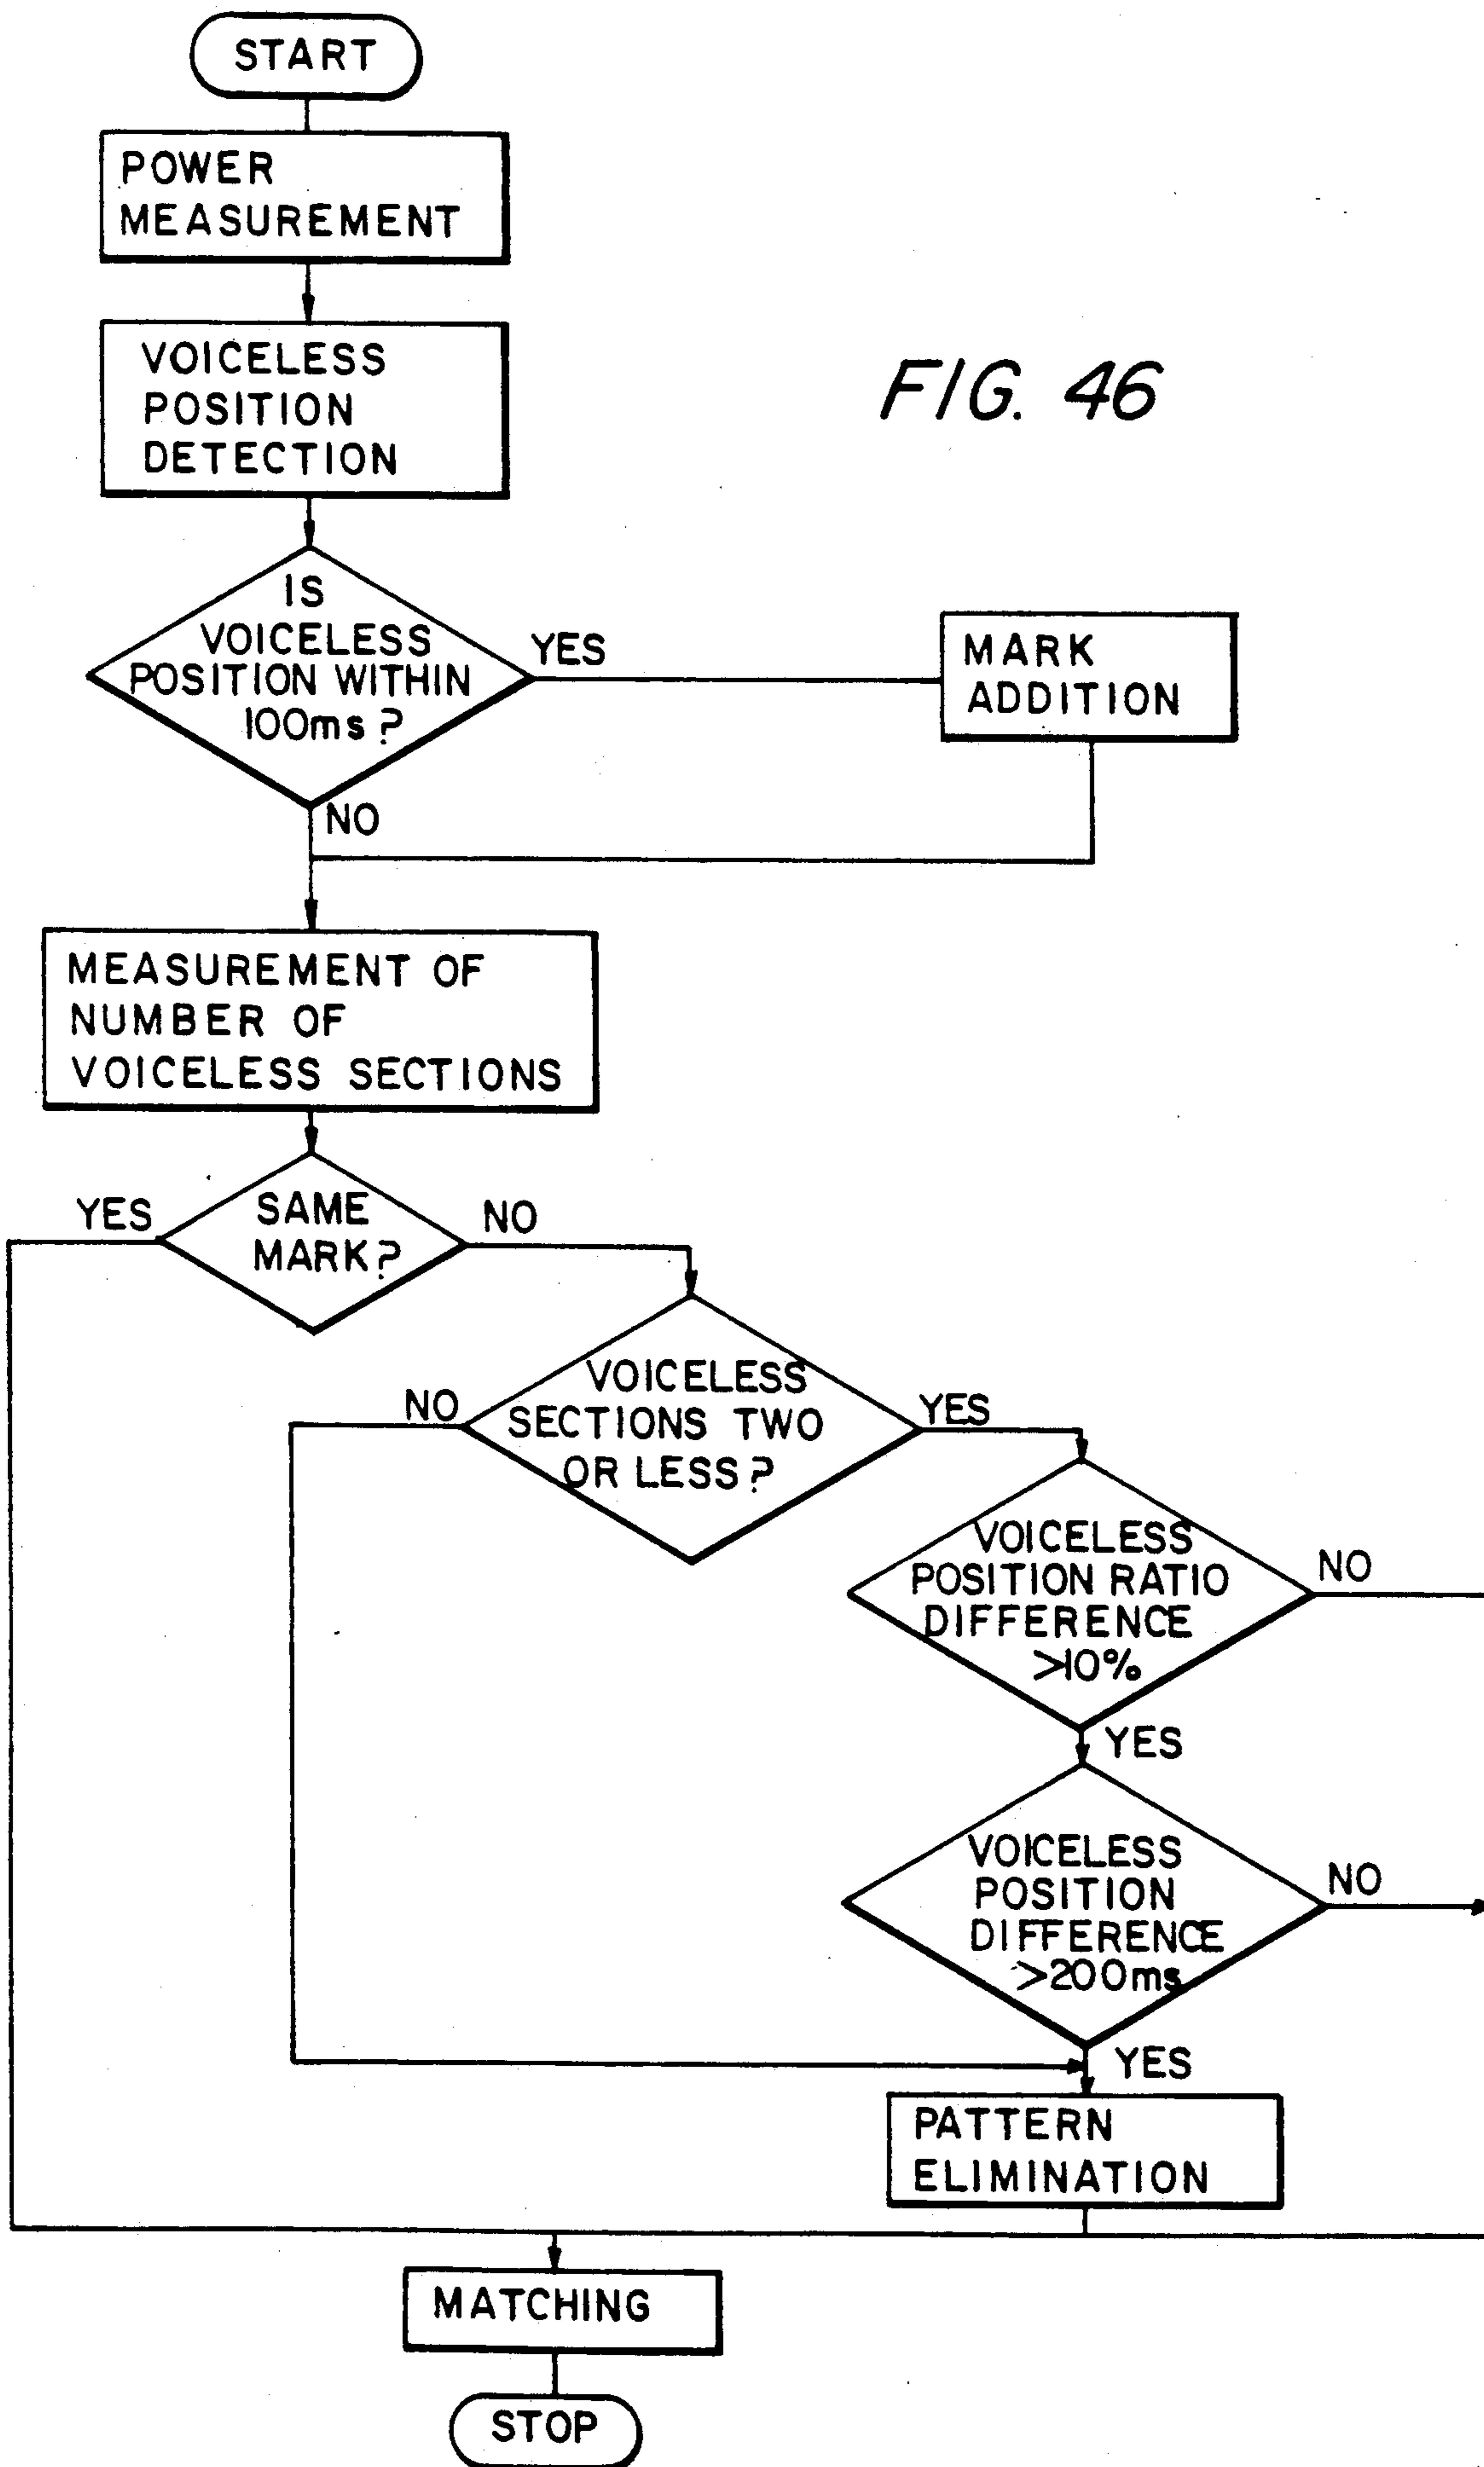 START
POWER
MEASUREMENT
VOICELESS
POSITION
DETECTION
FIG. 46
IS
VOICELESS
POSITION WITHIN
100ms?
YES
MARK
ADDITION
NO
MEASUREMENT OF
NUMBER OF
VOICELESS SECTIONS
YES
SAME
MARK?
NO
NO
VOICELESS
SECTIONS TWO
OR LESS?
YES
VOICELESS
POSITION RATIO
DIFFERENCE
>10%
NO
YES
VOICELESS
POSITION
DIFFERENCE
>200ms
NO
YES
PATTERN
ELIMINATION
MATCHING
STOP